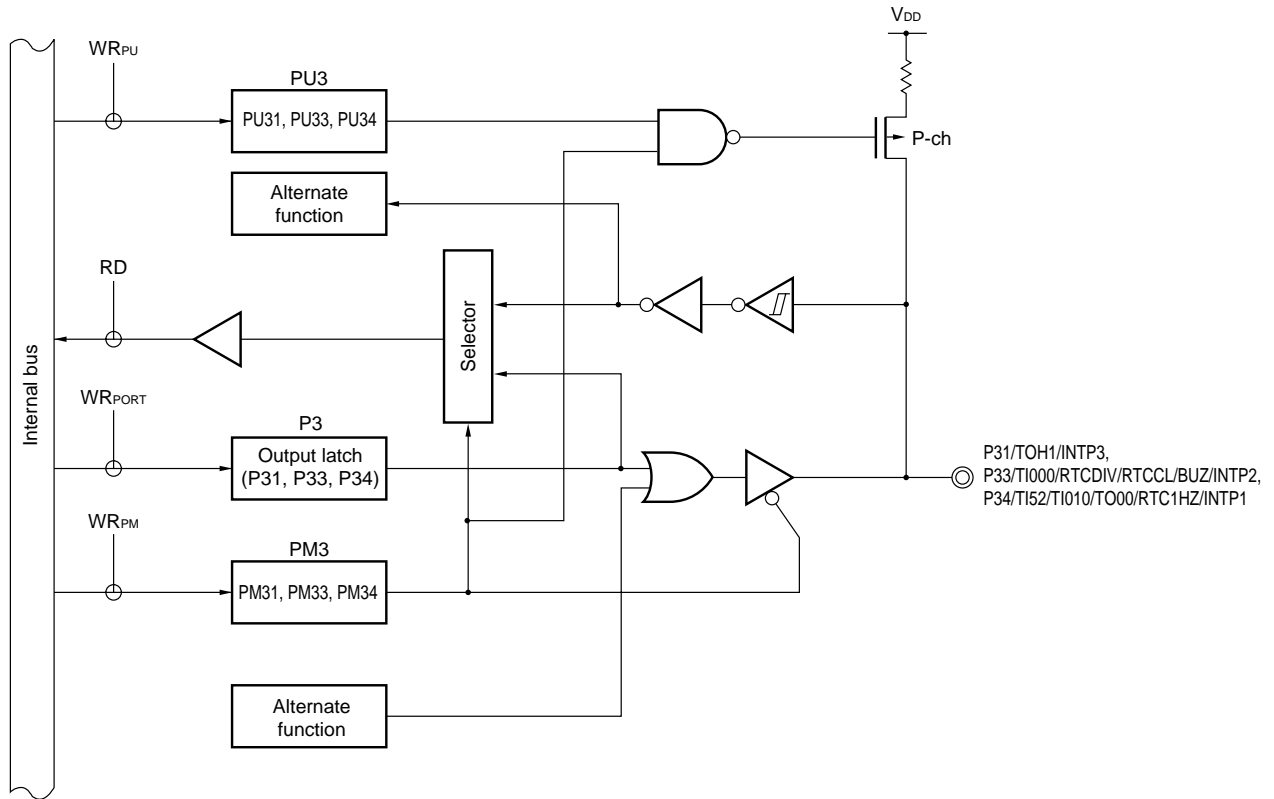 VDD
WRPU
PU3
PU31, PU33, PU34
P-ch
Alternate
function
RD
Selector
Internal bus
WRPORT
P3
Output latch
(P31, P33, P34)
P31/TOH1/INTP3,
P33/TI000/RTCDIV/RTCCL/BUZ/INTP2,
P34/TI52/TI010/TO00/RTC1HZ/INTP1
WRPM
PM3
PM31, PM33, PM34
Alternate
function